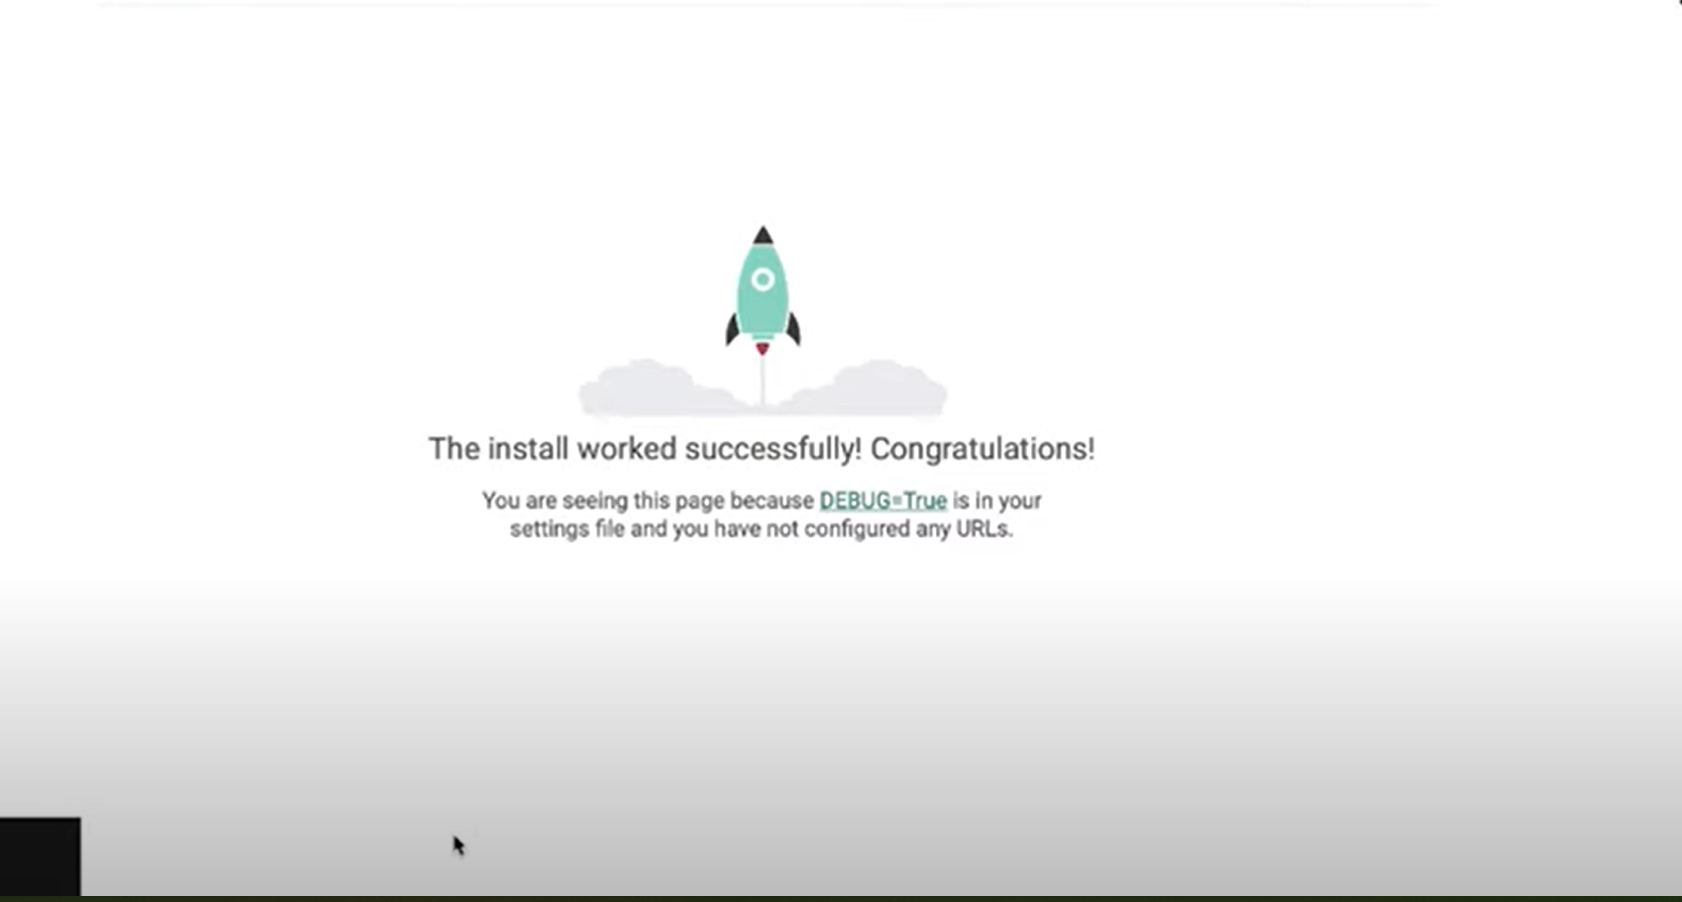 The install worked successfully! Congratulations!
You are seeing this page because DEBUG=True is in your
settings file and you have not configured any URLs.